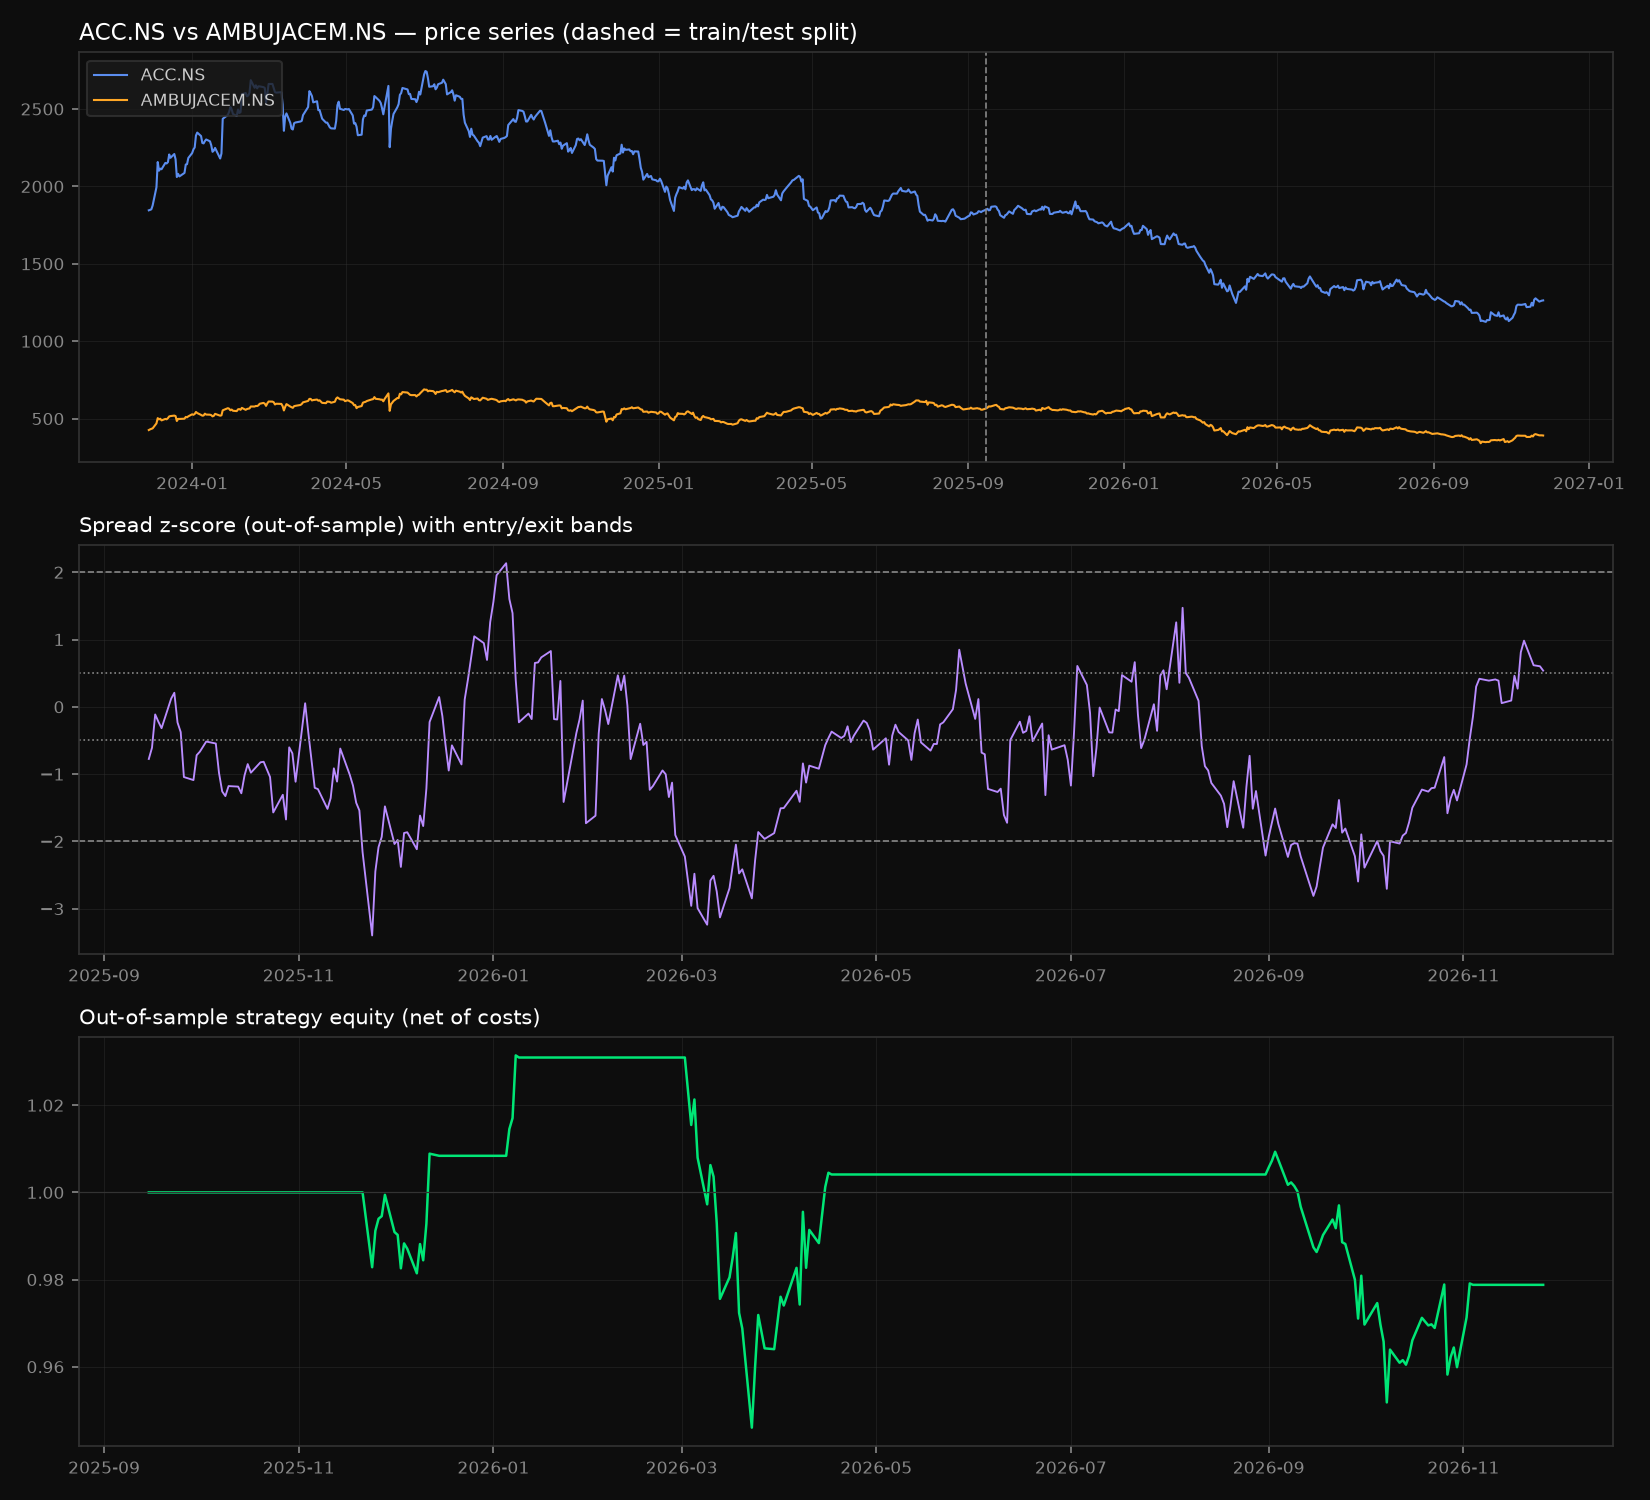 ACC.NS vs AMBUJACEM.NS — price series (dashed = train/test split)
ACC.NS
AMBUJACEM.NS
2500
2000
1500
1000
500
2024-01 2024-05 2024-09 2025-01 2025-05 2025-09 2026-01 2026-05 2026-09 2027-01
Spread z-score (out-of-sample) with entry/exit bands
2
1
0
−1
−2
−3
2025-09 2025-11 2026-01 2026-03 2026-05 2026-07 2026-09 2026-11
Out-of-sample strategy equity (net of costs)
1.02
1.00
0.98
0.96
2025-09 2025-11 2026-01 2026-03 2026-05 2026-07 2026-09 2026-11